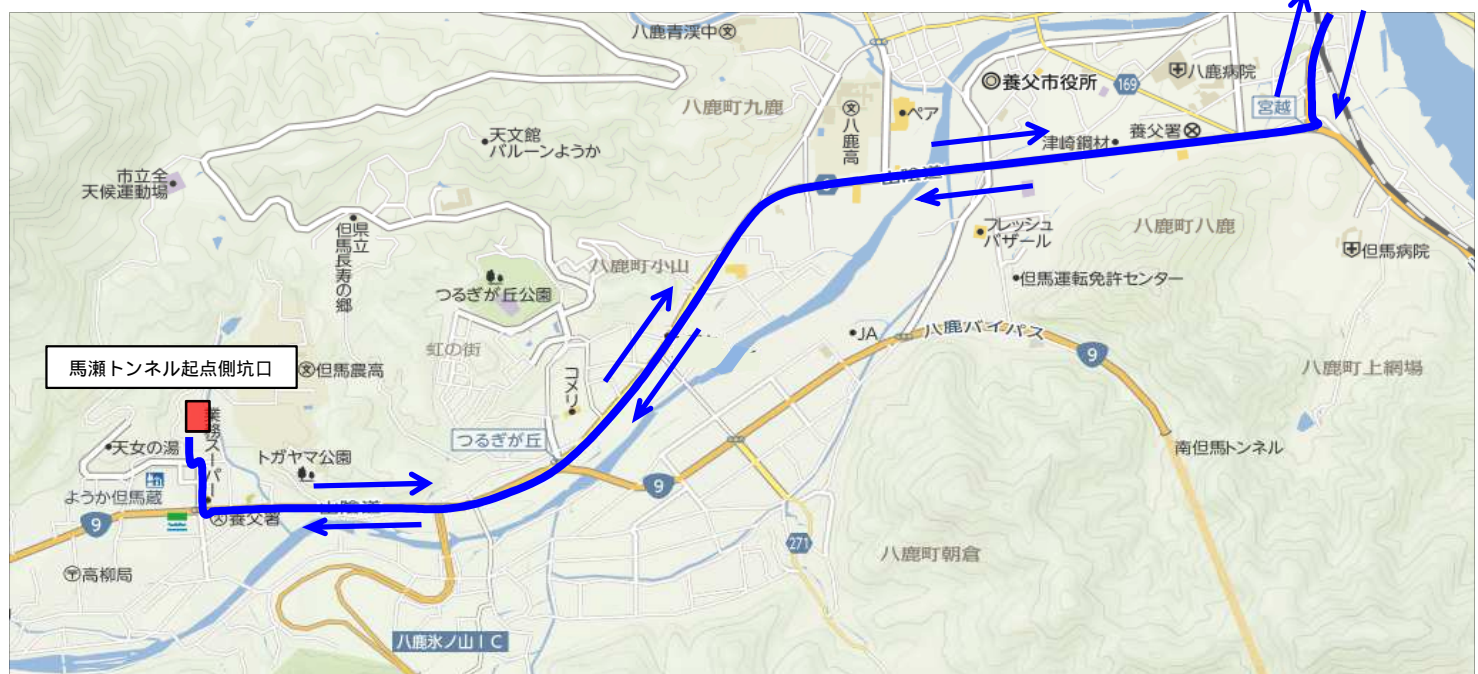 八鹿青渓中
八鹿病院
養父市役所
169
八鹿町九鹿
八鹿高
ペア
宮越
天文館
バルーンようか
津崎鋼材
養父署
市立全
天候運動場
山陰道
県立
但馬長寿の郷
フレッシュ
バザール
八鹿町八鹿
但馬病院
八鹿町小山
つるぎが丘公園
但馬運転免許センター
JA
八鹿バイパス
9
虹の街
馬瀬トンネル起点側坑口
但馬農高
八鹿町上網場
コメリ
業務スーパー
天女の湯
つるぎが丘
トガヤマ公園
南但馬トンネル
ようか但馬蔵
9
山陰道
9
養父署
271
八鹿町朝倉
高柳局
八鹿氷ノ山IC